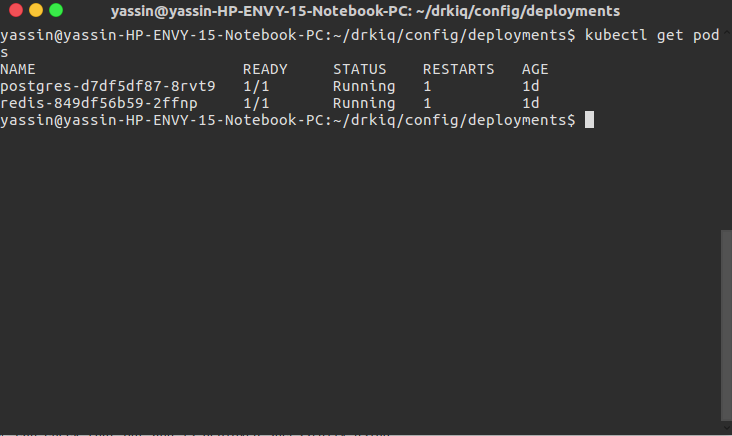 yassin@yassin-HP-ENVY-15-Notebook-PC: ~/drkiq/config/deployments
yassin@yassin-HP-ENVY-15-Notebook-PC:~/drkiq/config/deployments$ kubectl get pod
s
NAME READY STATUS RESTARTS AGE
postgres-d7df5df87-8rvt9 1/1 Running 1 1d
redis-849df56b59-2ffnp 1/1 Running 1 1d
yassin@yassin-HP-ENVY-15-Notebook-PC:~/drkiq/config/deployments$